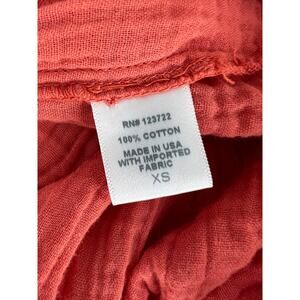 RN# 123722
100% COTTON
MADE IN USA
WITH IMPORTED
FABRIC
XS